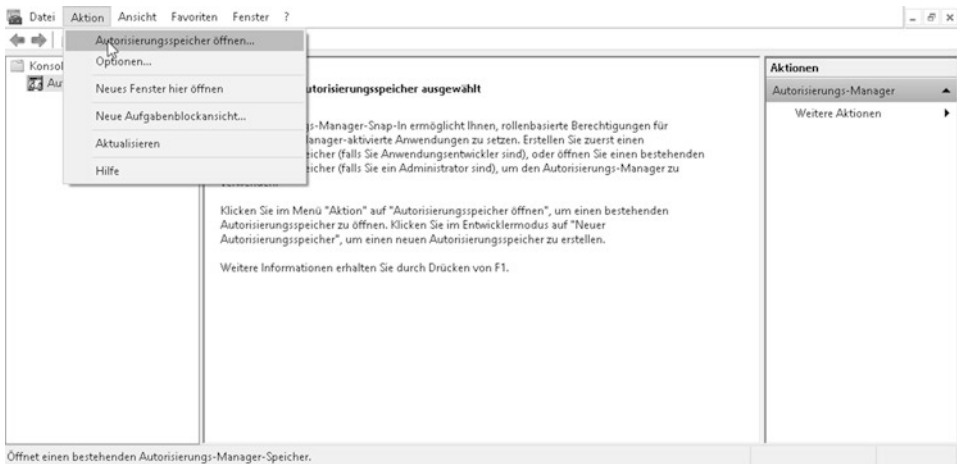 Datei Aktion Ansicht Favoriten Fenster ?
Autorisierungsspeicher öffnen...
Optionen...
Neues Fenster hier öffnen
Neue Aufgabenblockansicht...
Aktualisieren
Hilfe
Konsol
Au
utorisierungsspeicher ausgewählt
s-Manager-Snap-In ermöglicht Ihnen, rollenbasierte Berechtigungen für
anager-aktivierte Anwendungen zu setzen. Erstellen Sie zuerst einen
eicher (falls Sie Anwendungsentwickler sind), oder öffnen Sie einen bestehenden
eicher (falls Sie ein Administrator sind), um den Autorisierungs-Manager zu
Klicken Sie im Menü "Aktion" auf "Autorisierungsspeicher öffnen", um einen bestehenden
Autorisierungsspeicher zu öffnen. Klicken Sie im Entwicklermodus auf "Neuer
Autorisierungsspeicher", um einen neuen Autorisierungsspeicher zu erstellen.
Weitere Informationen erhalten Sie durch Drücken von F1.
Aktionen
Autorisierungs-Manager
Weitere Aktionen
Öffnet einen bestehenden Autorisierungs-Manager-Speicher.